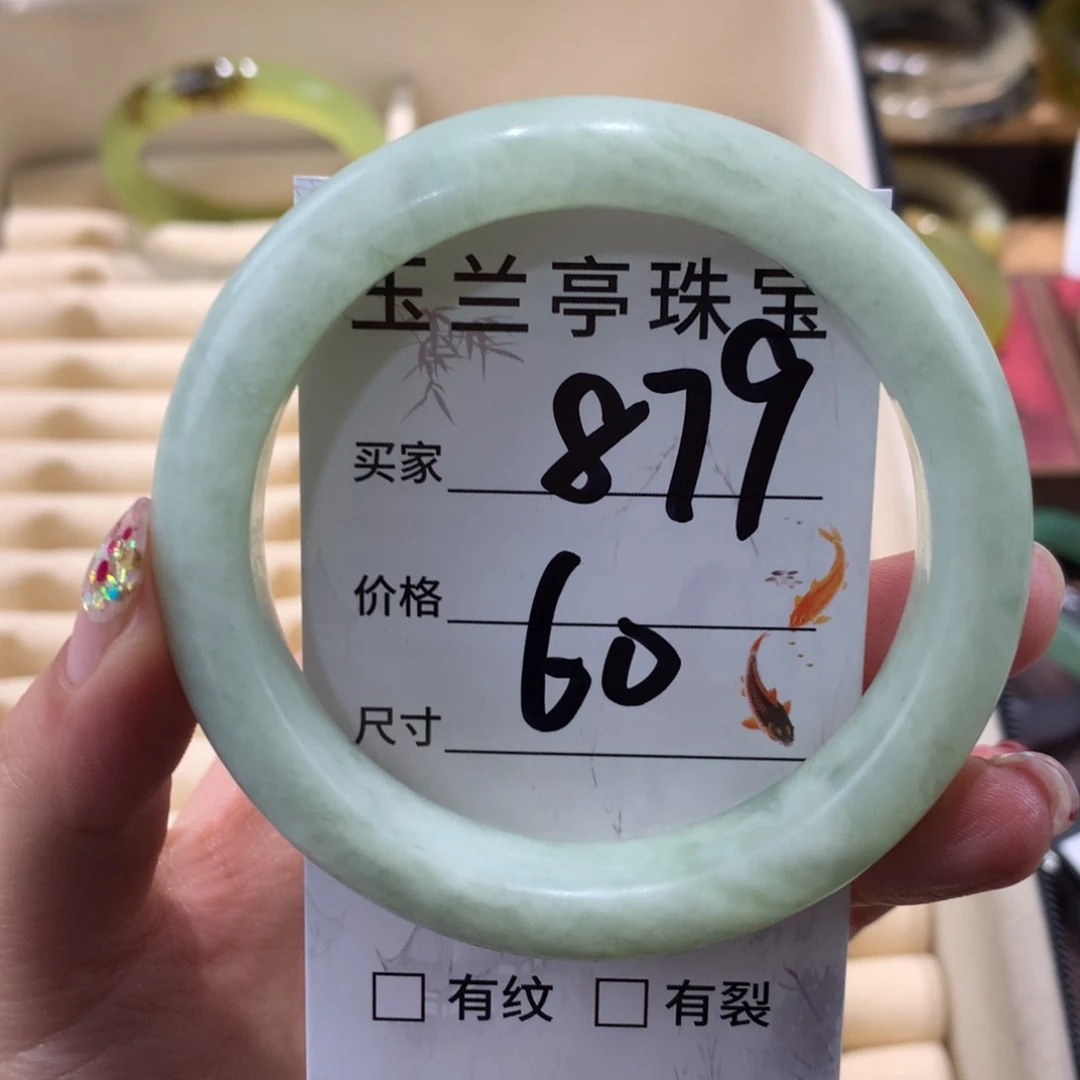 玉兰亭珠宝
买家 879
价格
60
尺寸
□ 有纹 □ 有裂